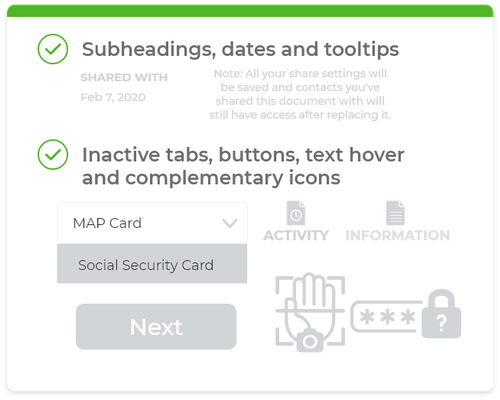 Subheadings, dates and tooltips
SHARED WITH
Feb 7, 2020
Note: All your share settings will
be saved and contacts you've
shared this document with will
still have access after replacing it.
Inactive tabs, buttons, text hover
and complementary icons
MAP Card
Social Security Card
Next
ACTIVITY
INFORMATION
***
?